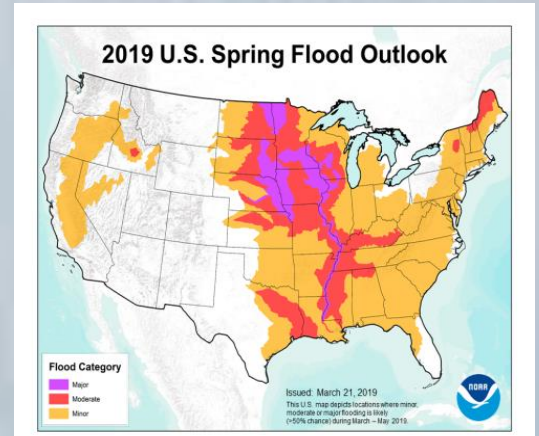 2019 U.S. Spring Flood Outlook
Flood Category
Major
Moderate
Minor
Issued: March 21, 2019
This U.S. map depicts locations where minor,
moderate or major flooding is likely
(>50% chance) during March – May 2019.
NOAA